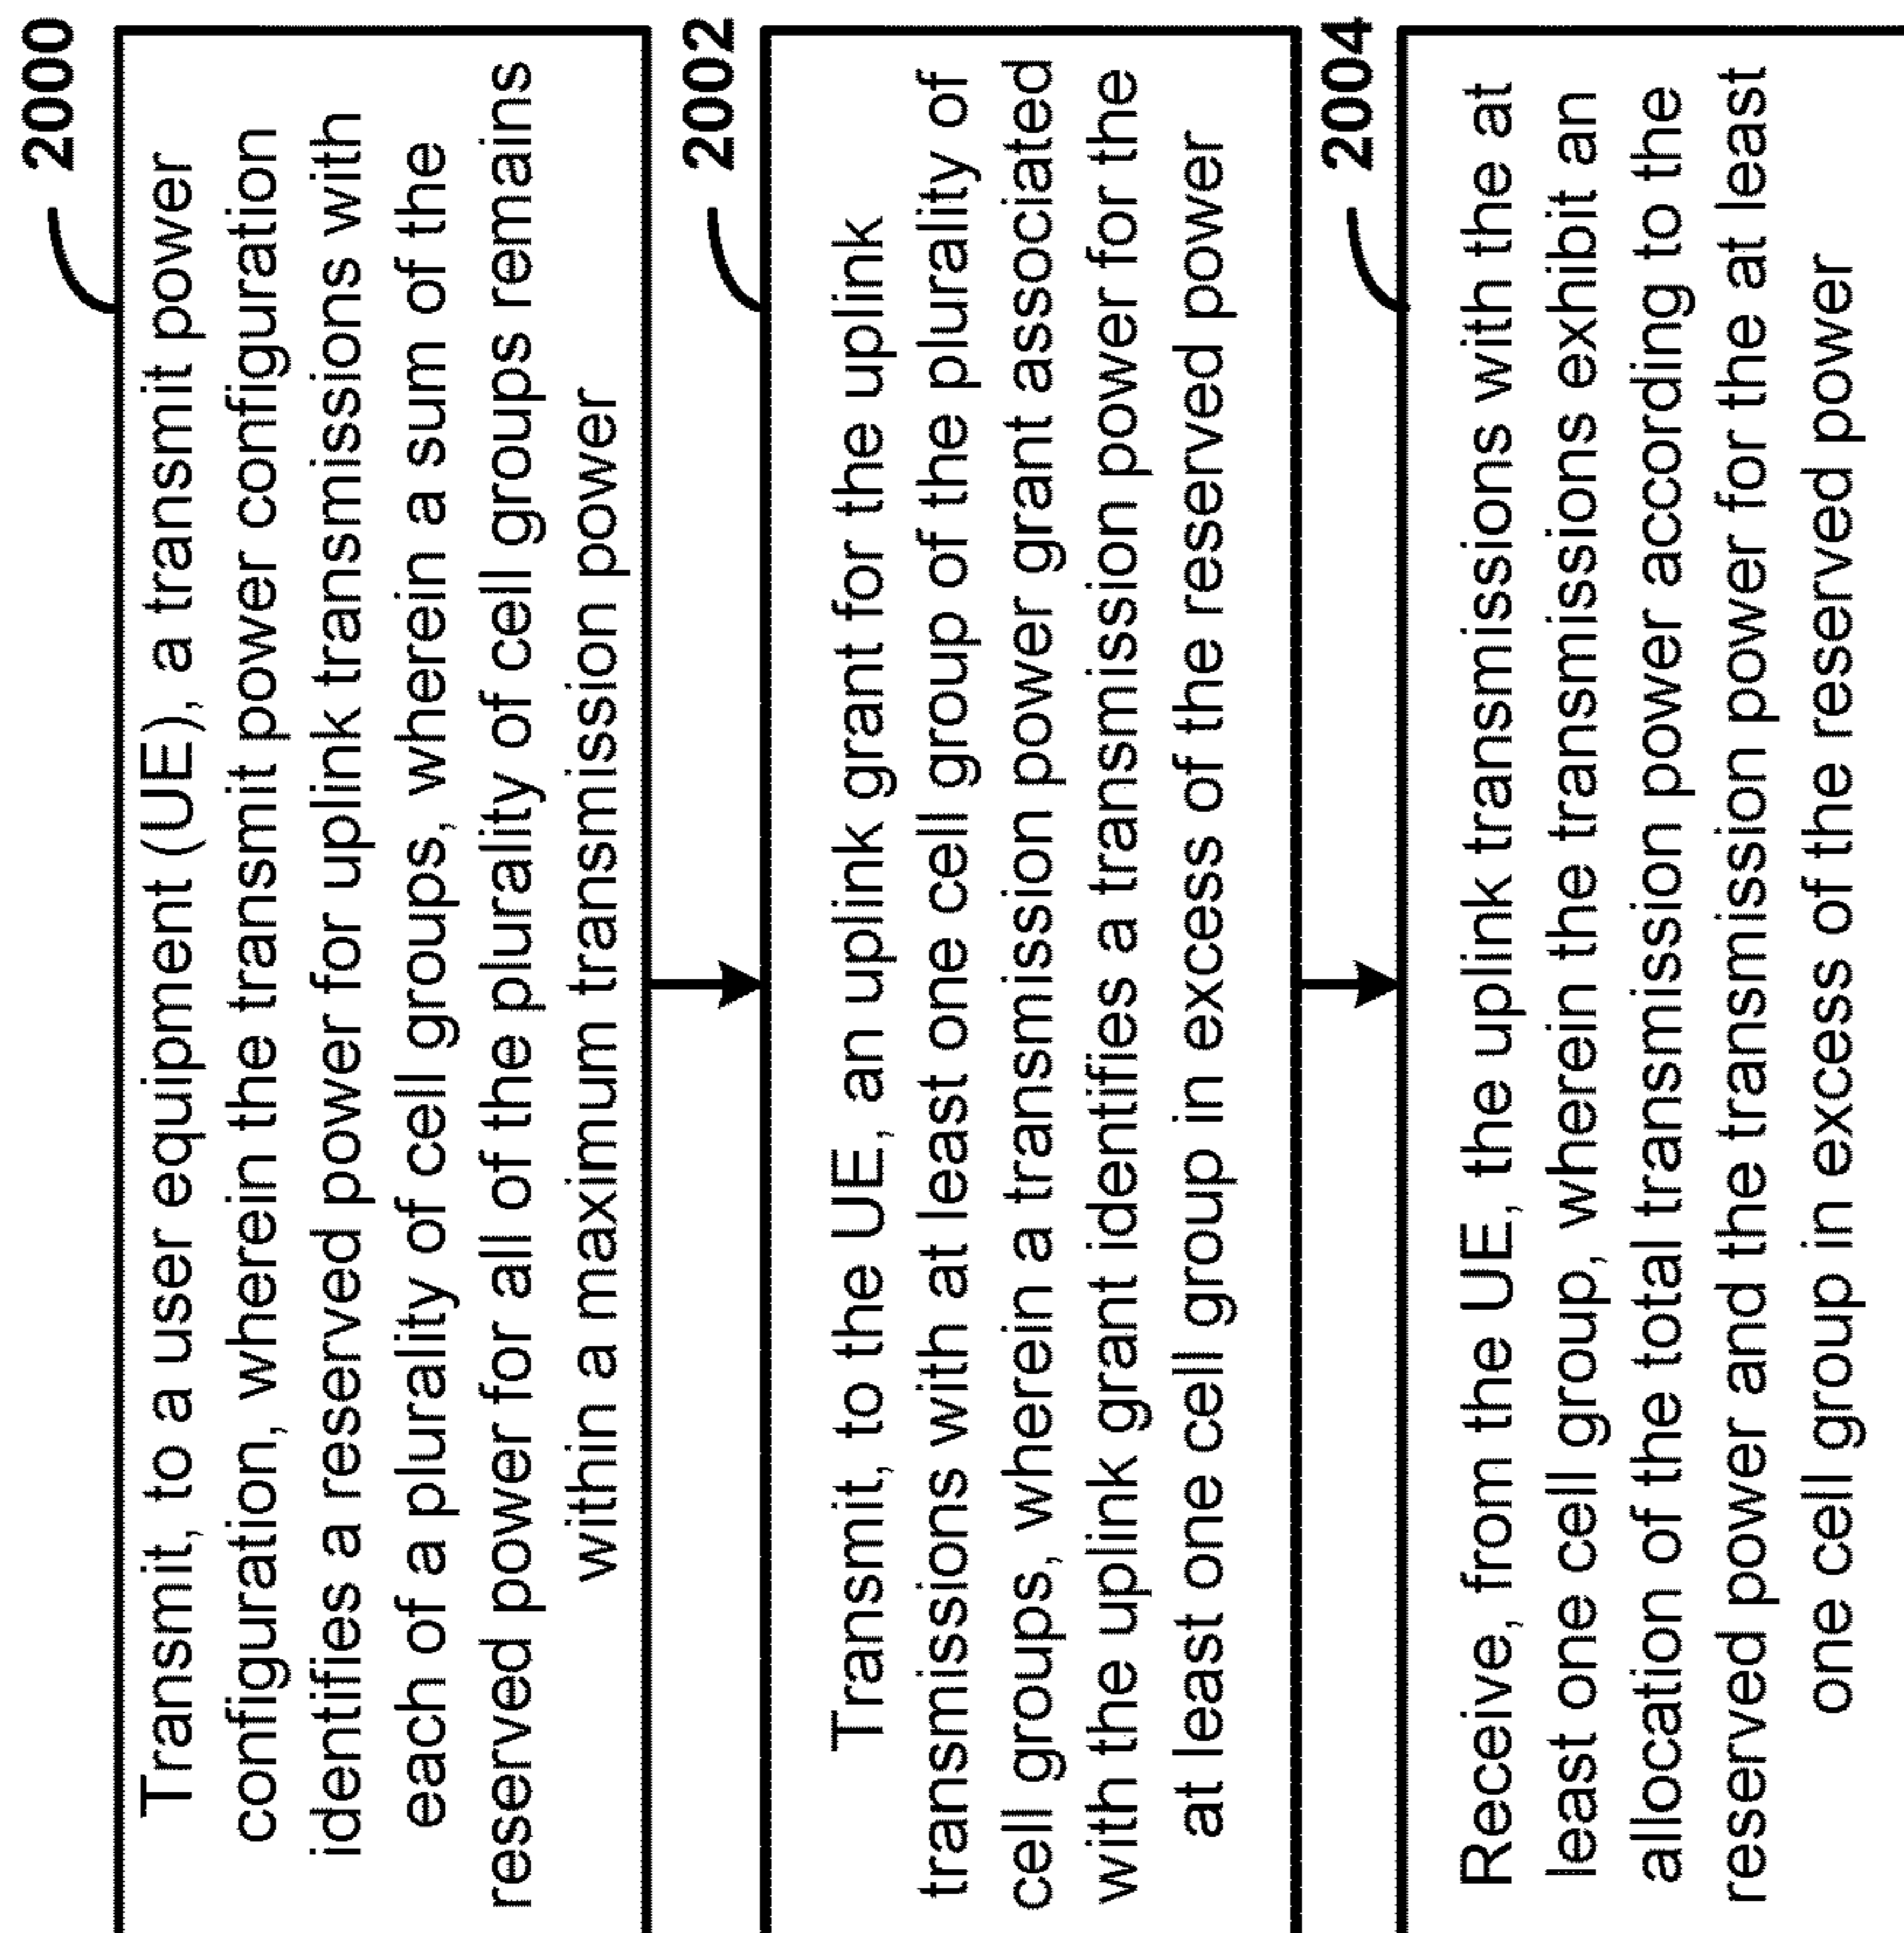 2000
Transmit, to a user equipment (UE), a transmit power
configuration, wherein the transmit power configuration
identifies a reserved power for uplink transmissions with
each of a plurality of cell groups, wherein a sum of the
reserved power for all of the plurality of cell groups remains
within a maximum transmission power
2002
Transmit, to the UE, an uplink grant for the uplink
transmissions with at least one cell group of the plurality of
cell groups, wherein a transmission power grant associated
with the uplink grant identifies a transmission power for the
at least one cell group in excess of the reserved power
2004
Receive, from the UE, the uplink transmissions with the at
least one cell group, wherein the transmissions exhibit an
allocation of the total transmission power according to the
reserved power and the transmission power for the at least
one cell group in excess of the reserved power